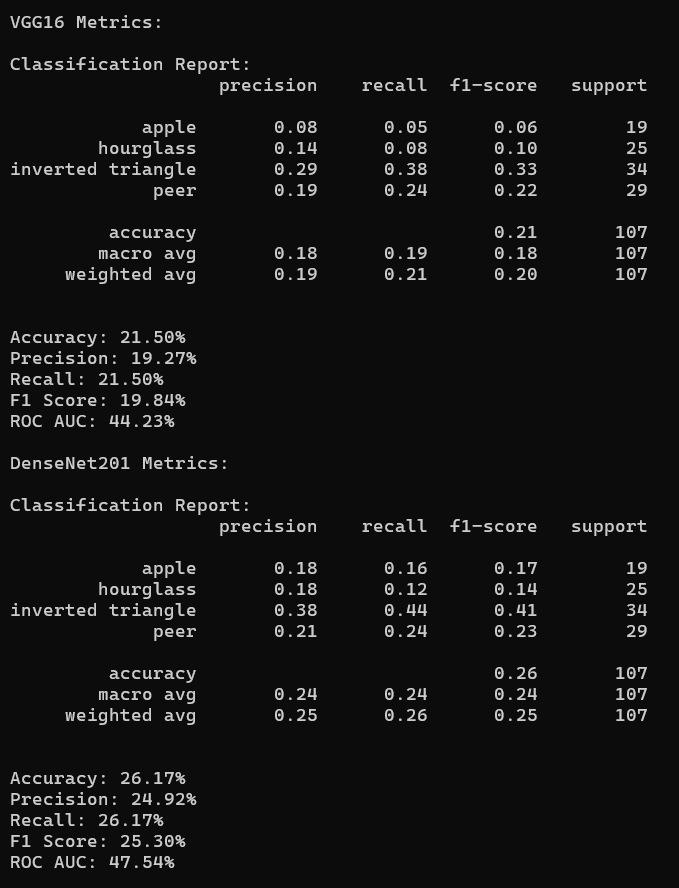 VGG16 Metrics:
Classification Report:
precision recall f1-score support
apple 0.08 0.05 0.06 19
hourglass 0.14 0.08 0.10 25
inverted triangle 0.29 0.38 0.33 34
peer 0.19 0.24 0.22 29
accuracy 0.21 107
macro avg 0.18 0.19 0.18 107
weighted avg 0.19 0.21 0.20 107
Accuracy: 21.50%
Precision: 19.27%
Recall: 21.50%
F1 Score: 19.84%
ROC AUC: 44.23%
DenseNet201 Metrics:
Classification Report:
precision recall f1-score support
apple 0.18 0.16 0.17 19
hourglass 0.18 0.12 0.14 25
inverted triangle 0.38 0.44 0.41 34
peer 0.21 0.24 0.23 29
accuracy 0.26 107
macro avg 0.24 0.24 0.24 107
weighted avg 0.25 0.26 0.25 107
Accuracy: 26.17%
Precision: 24.92%
Recall: 26.17%
F1 Score: 25.30%
ROC AUC: 47.54%